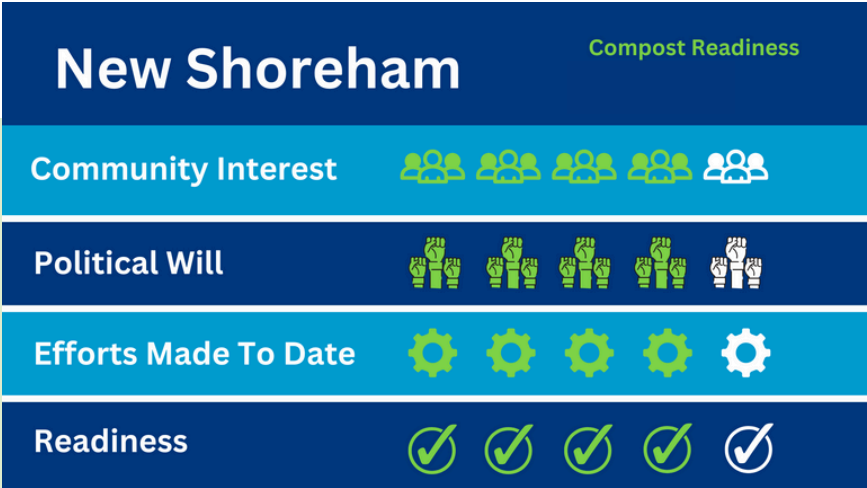 New Shoreham
Compost Readiness
Community Interest
Political Will
Efforts Made To Date
Readiness